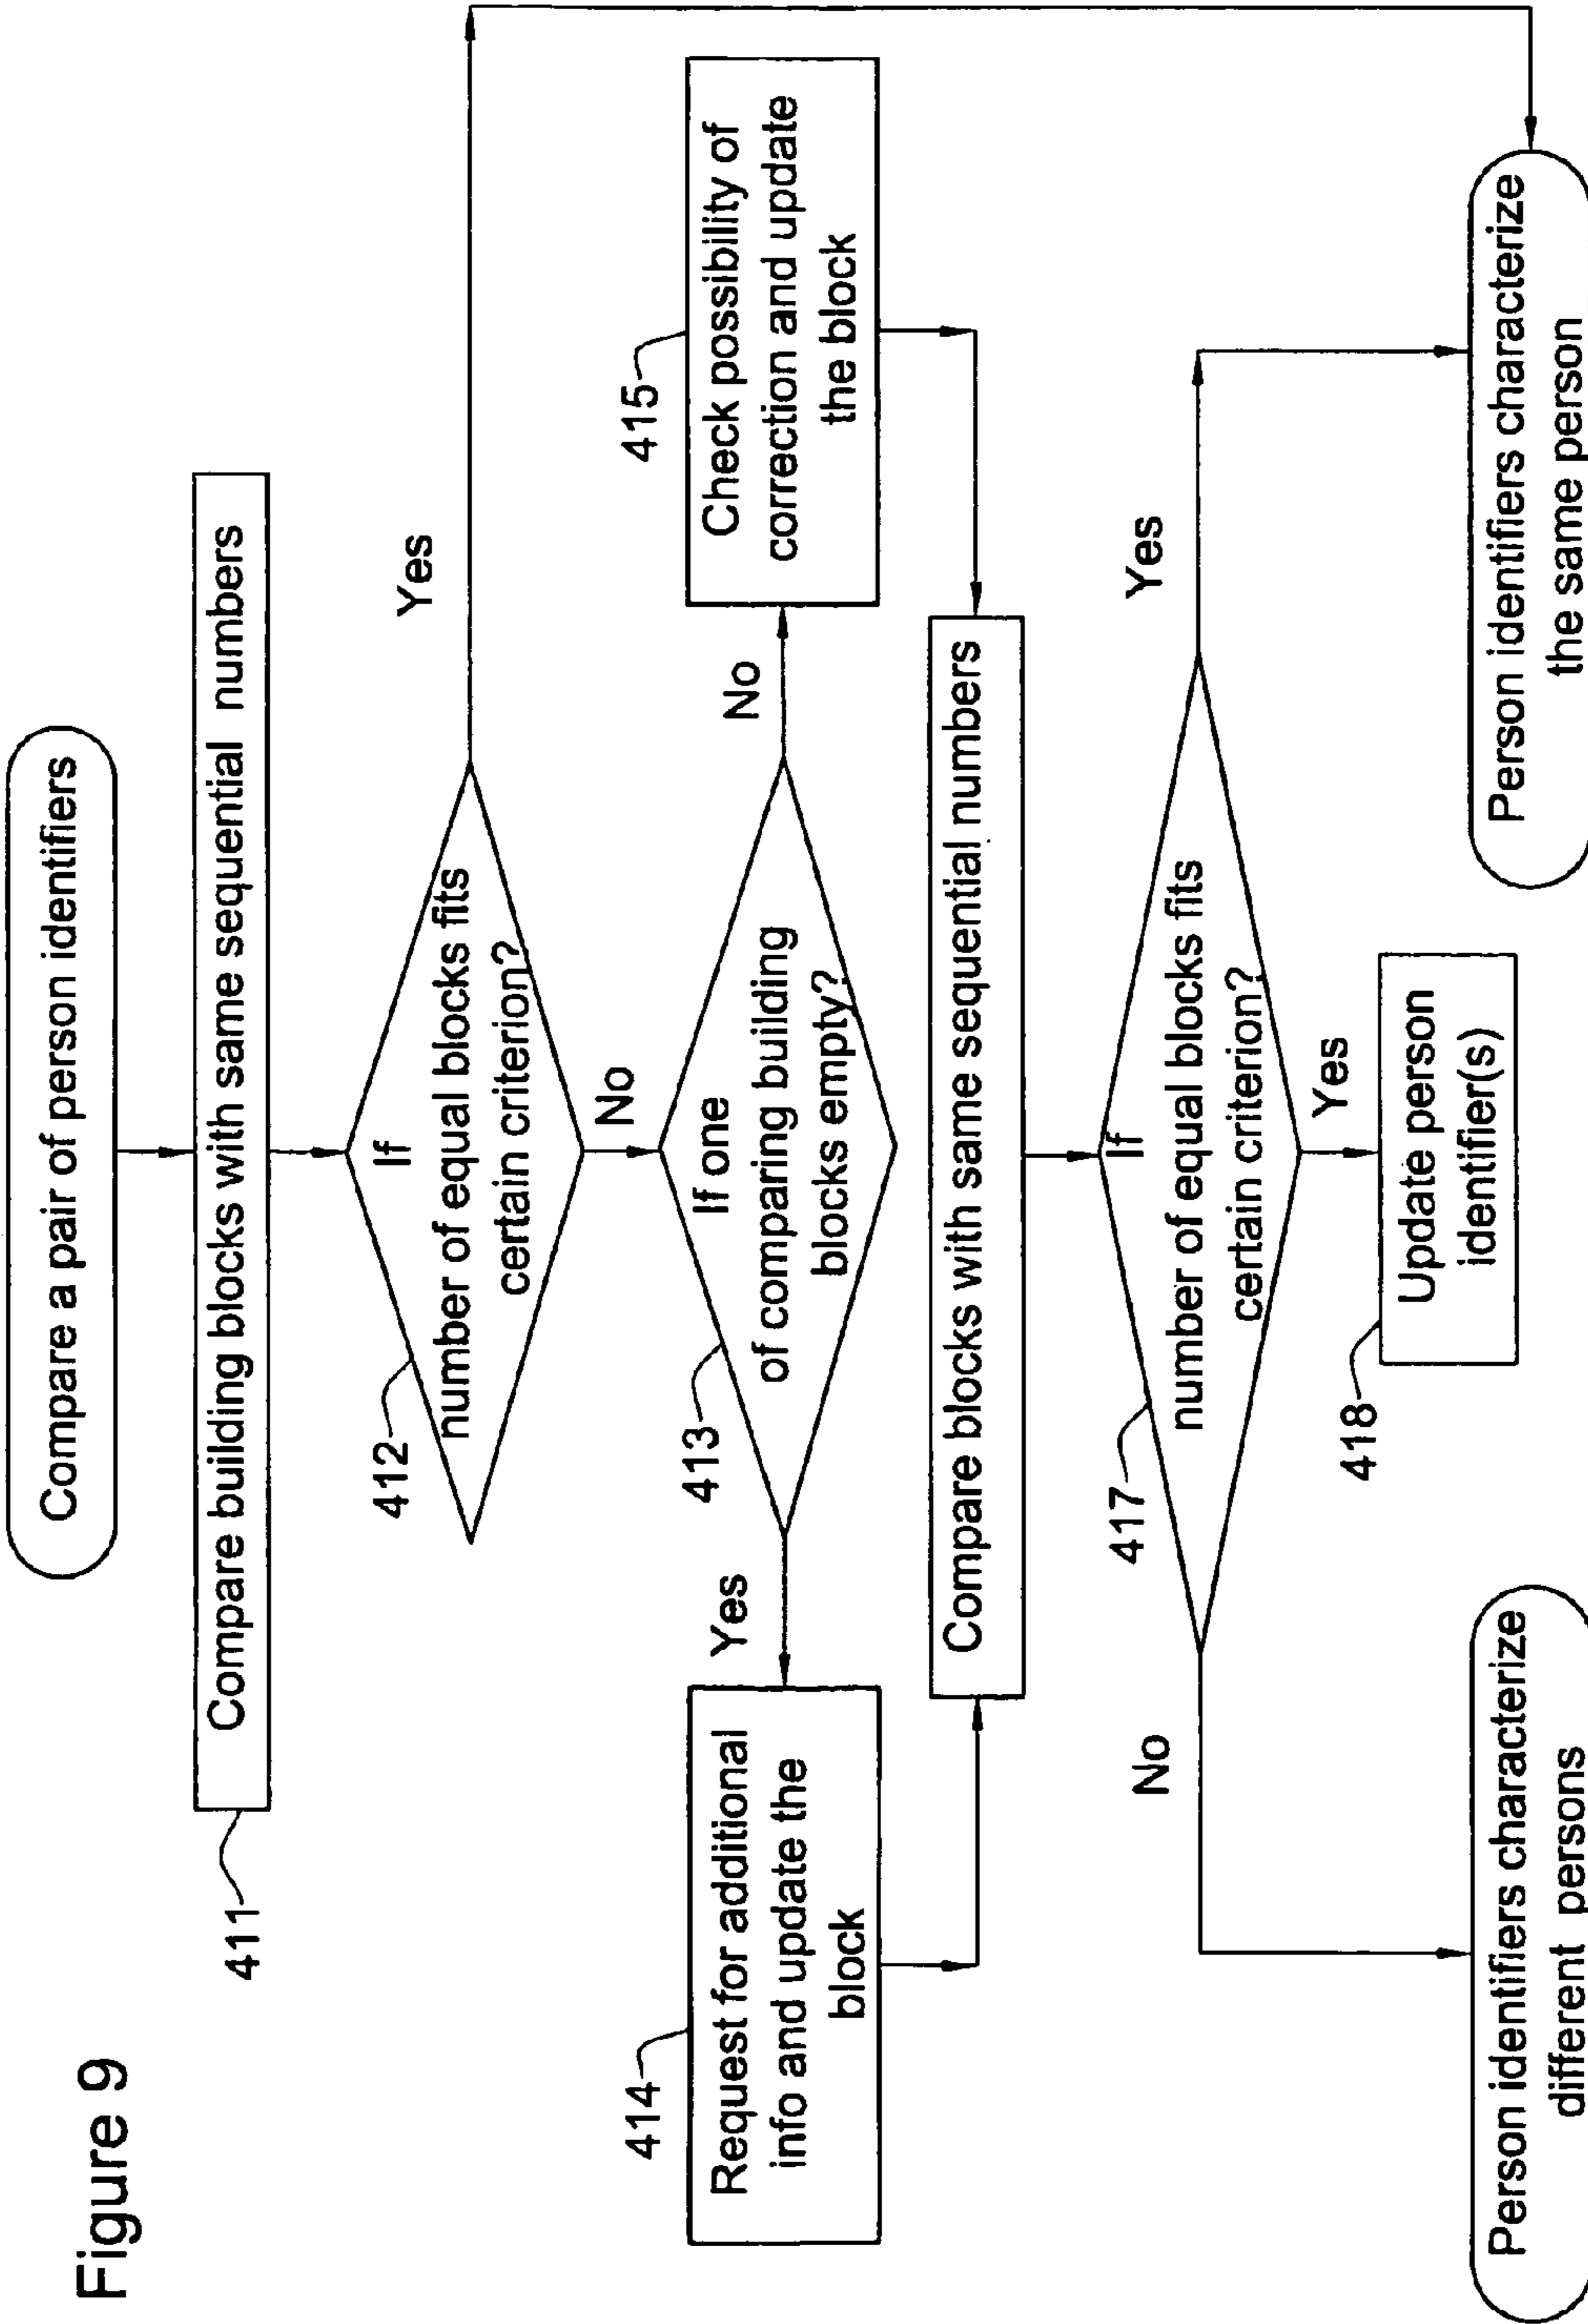 Figure 9
Compare a pair of person identifiers
411
Compare building blocks with same sequential numbers
412
If
number of equal blocks fits
certain criterion?
Yes
No
413
If one
of comparing building
blocks empty?
Yes
No
414
Request for additional
info and update the
block
415
Check possibility of
correction and update
the block
Compare blocks with same sequential numbers
417
If
number of equal blocks fits
certain criterion?
No
Yes
Yes
418
Update person
identifier(s)
Person identifiers characterize
different persons
Person identifiers characterize
the same person